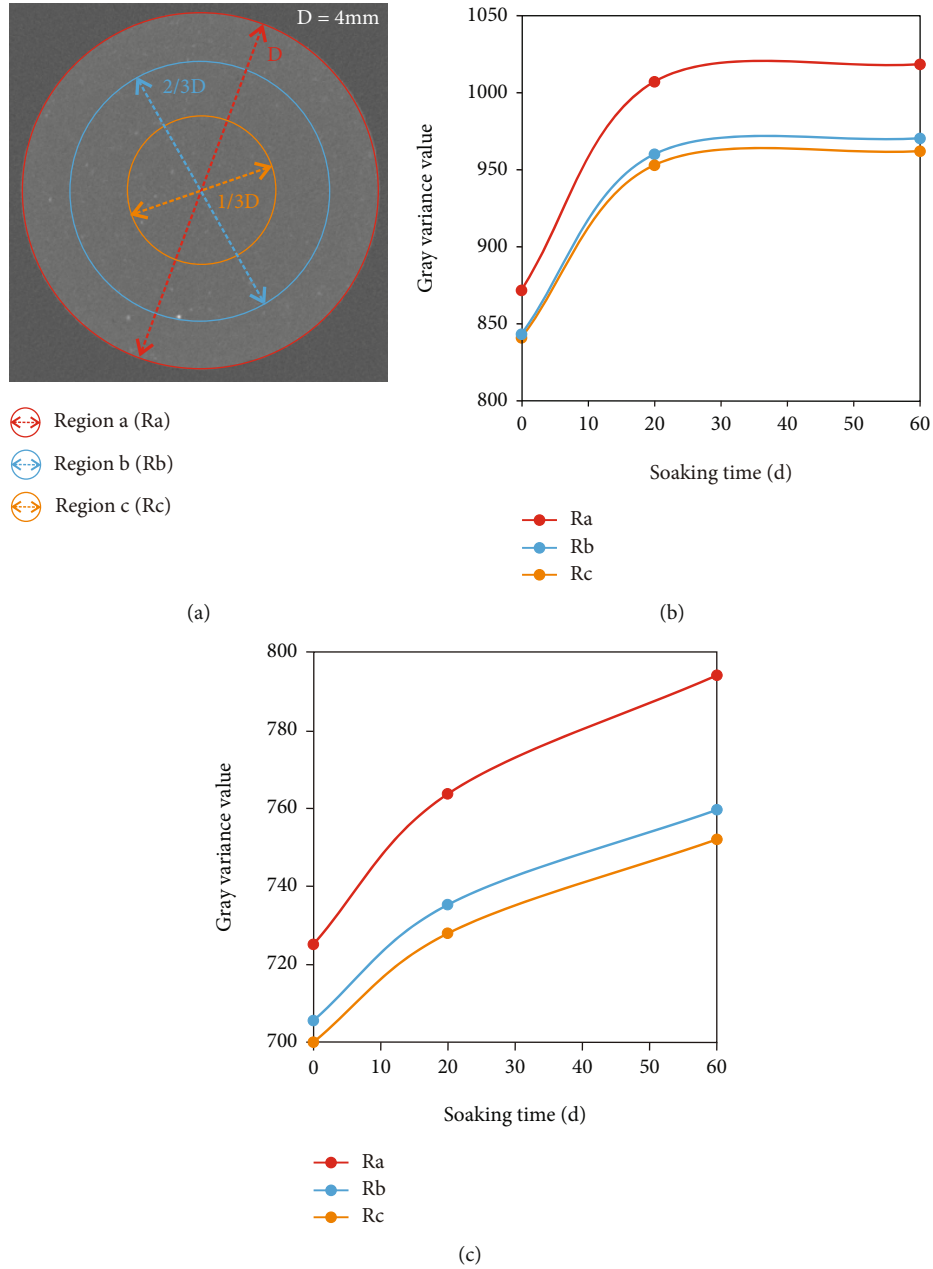 D = 4mm
D
2/3D
1/3D
Region a (Ra)
Region b (Rb)
Region c (Rc)
(a)
1050
1000
950
900
850
800
Gray variance value
0 10 20 30 40 50 60
Soaking time (d)
Ra
Rb
Rc
(b)
800
780
760
740
720
700
Gray variance value
0 10 20 30 40 50 60
Soaking time (d)
Ra
Rb
Rc
(c)